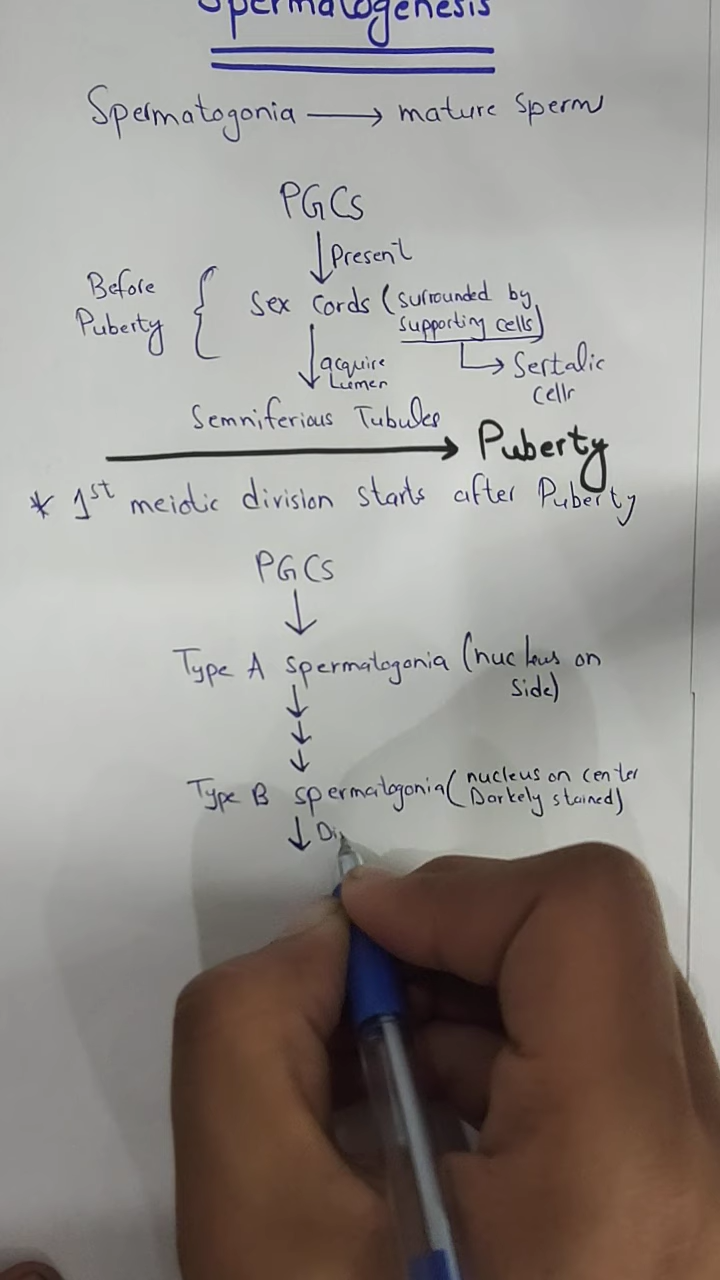 Spermatogenesis
Spermatogonia → mature Sperm
PGCs
↓ Present
Before
Puberty { Sex Cords (surrounded by
supporting cells)
↓ acquire
Lumen
→ Sertalic
cells
Semniferious Tubules
→ Puberty
* 1st meiotic division starts after Puberty
PGCs
↓
Type A spermatogonia (nucleus on
side)
↓
↓
↓
Type B spermatogonia (nucleus on center
Darkely stained)
↓ Di